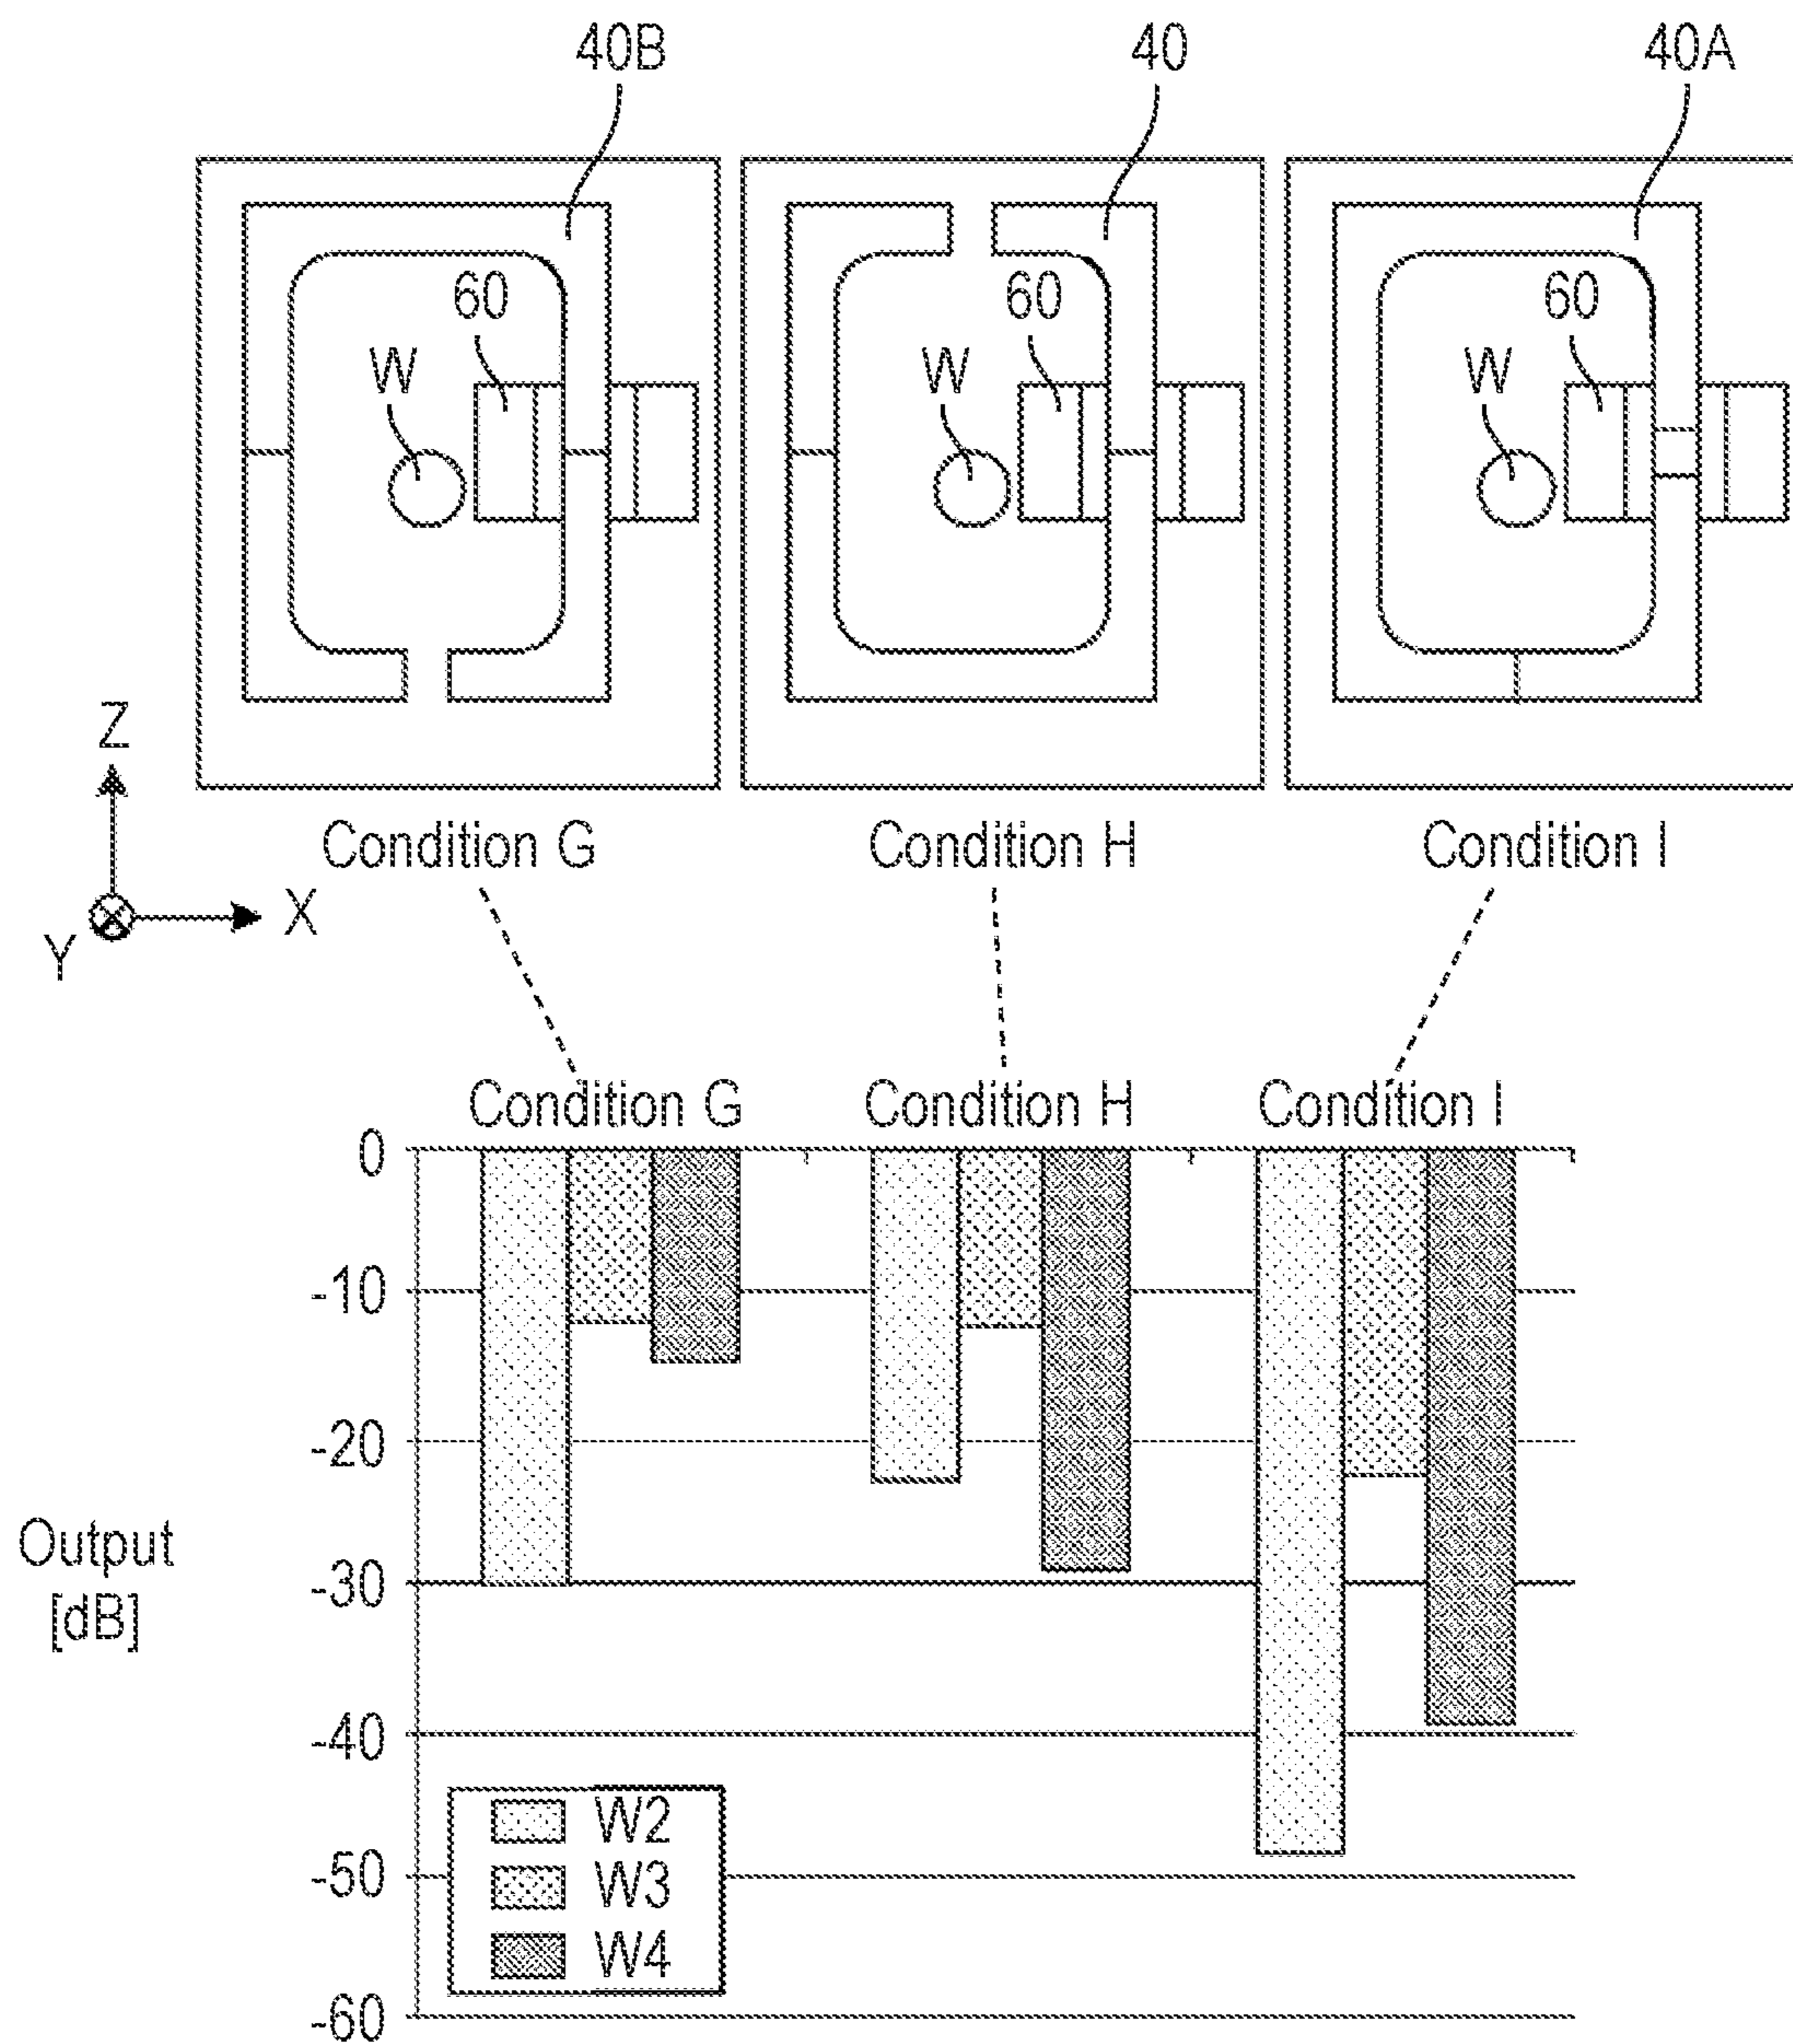 40B 40 40A
60 60 60
W W W
Z
X
Y
Condition G Condition H Condition I
Condition G Condition H Condition I
0
-10
-20
-30
-40
-50
-60
Output
[dB]
W2
W3
W4